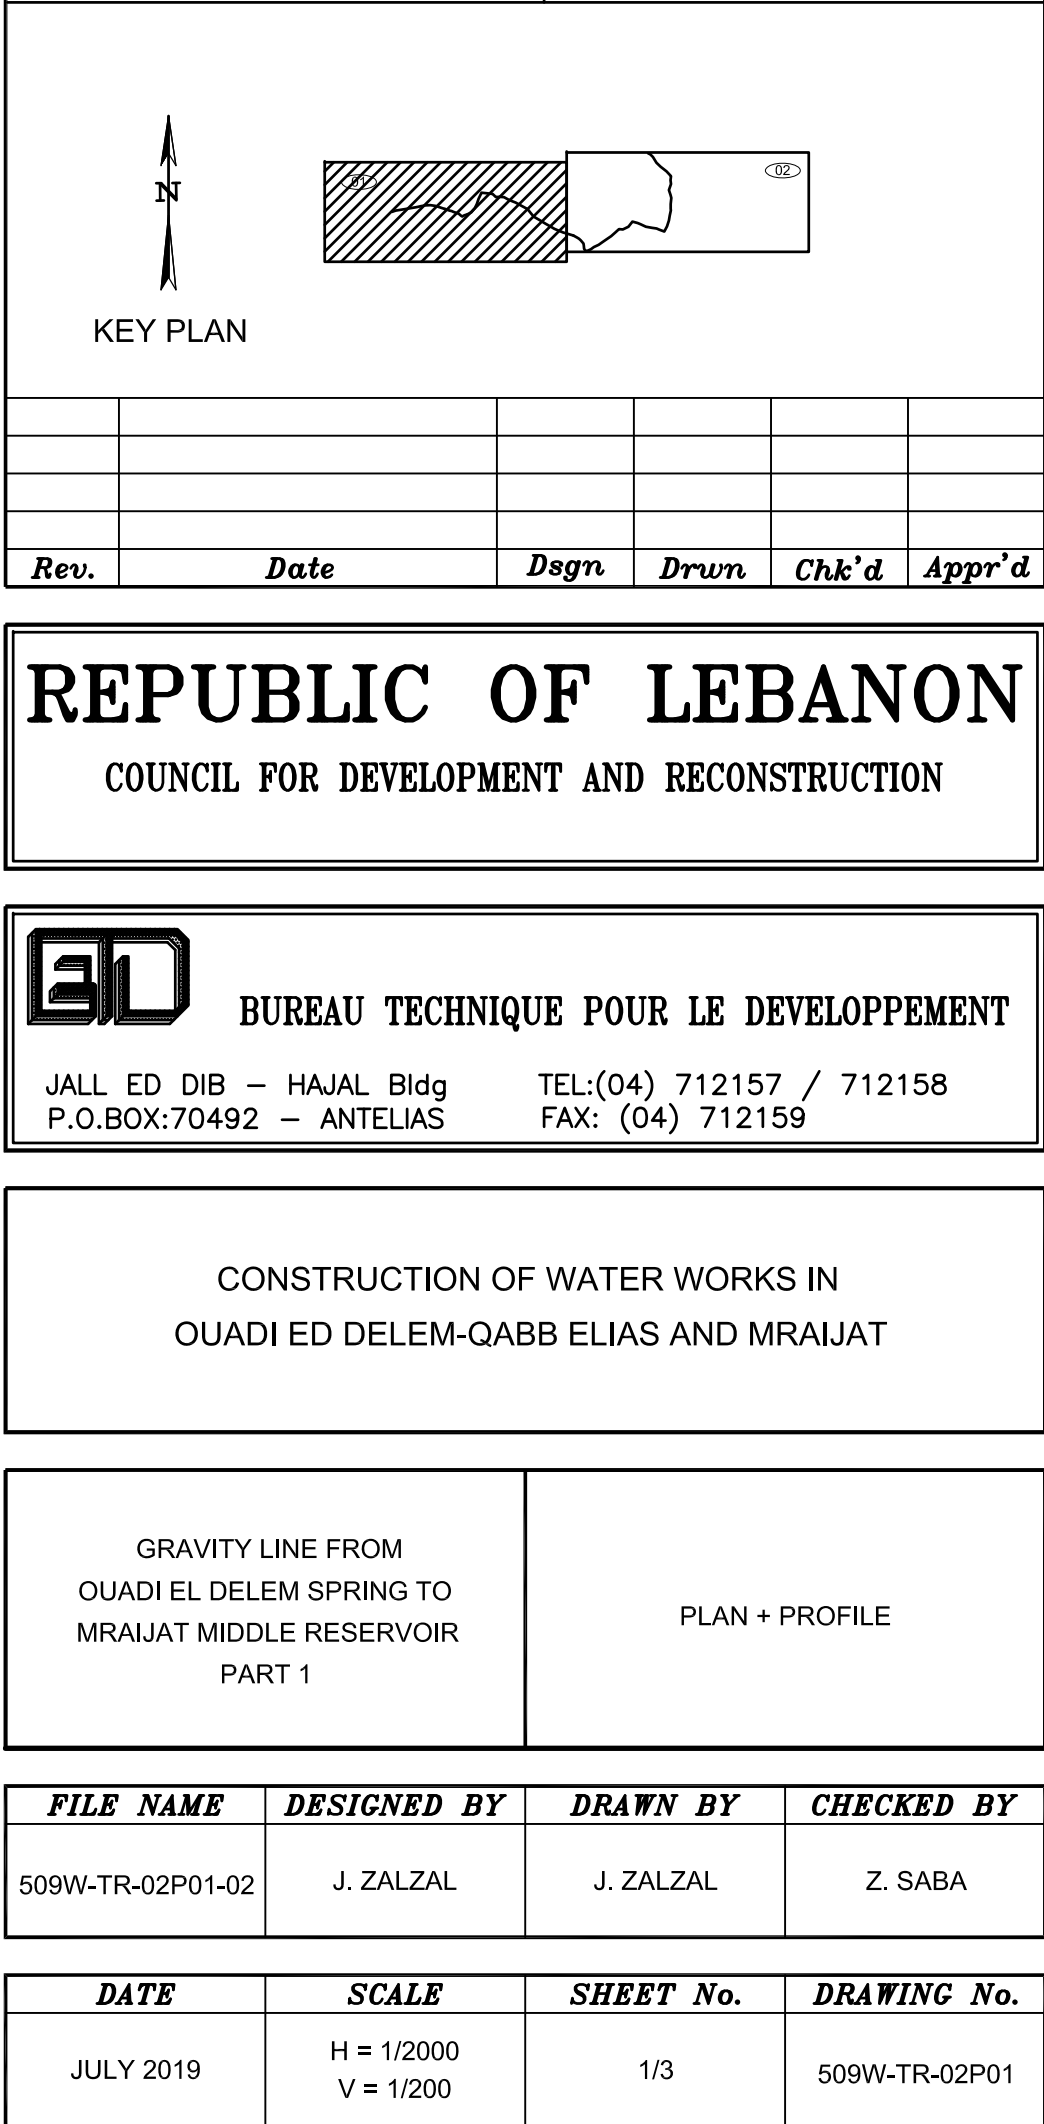 01
02
N
KEY PLAN
Rev. Date Dsgn Drwn Chk'd Appr'd
REPUBLIC OF LEBANON
COUNCIL FOR DEVELOPMENT AND RECONSTRUCTION
BUREAU TECHNIQUE POUR LE DEVELOPPEMENT
JALL ED DIB – HAJAL Bldg TEL:(04) 712157 / 712158
P.O.BOX:70492 – ANTELIAS FAX: (04) 712159
CONSTRUCTION OF WATER WORKS IN
OUADI ED DELEM-QABB ELIAS AND MRAIJAT
GRAVITY LINE FROM
OUADI EL DELEM SPRING TO
MRAIJAT MIDDLE RESERVOIR
PART 1
PLAN + PROFILE
FILE NAME DESIGNED BY DRAWN BY CHECKED BY
509W-TR-02P01-02 J. ZALZAL J. ZALZAL Z. SABA
DATE SCALE SHEET No. DRAWING No.
JULY 2019
H = 1/2000
V = 1/200
1/3
509W-TR-02P01